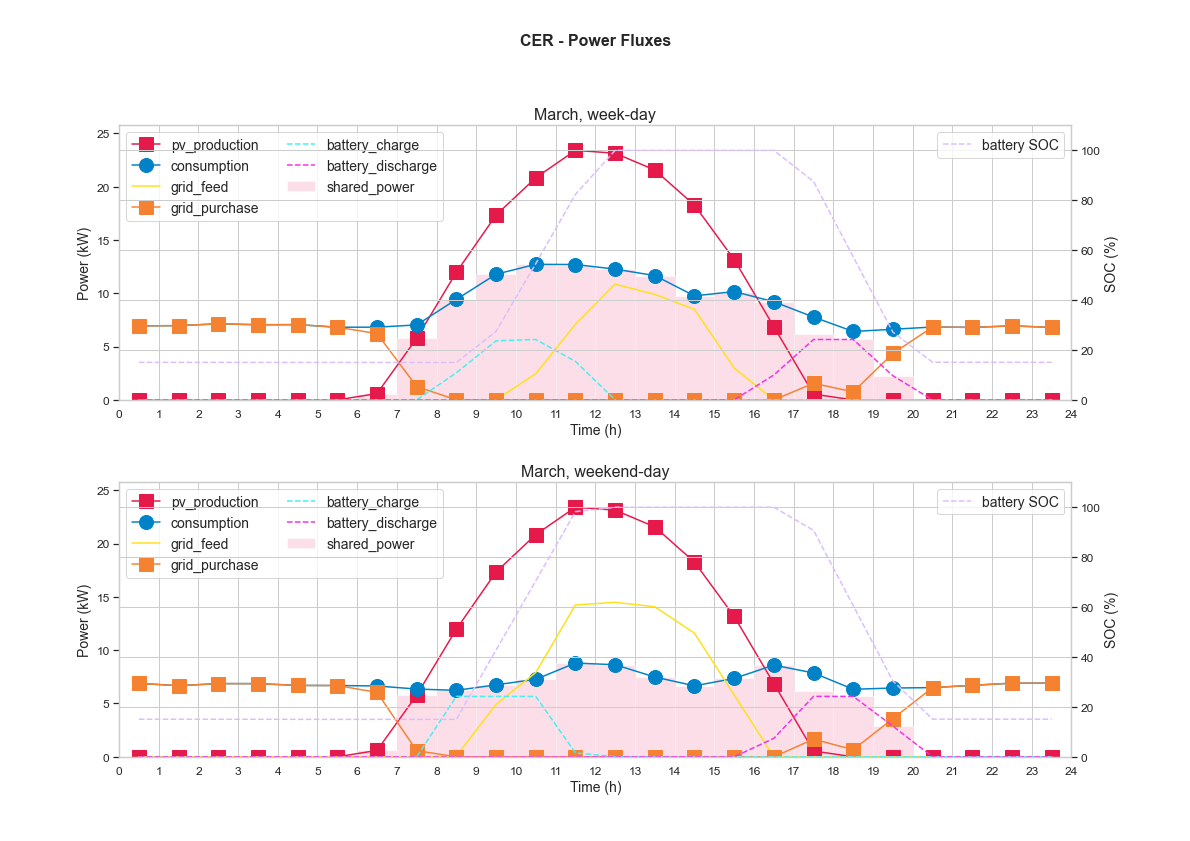 CER - Power Fluxes
March, week-day
pv_production
consumption
grid_feed
grid_purchase
battery_charge
battery_discharge
shared_power
battery SOC
Power (kW)
25
20
15
10
5
0
SOC (%)
100
80
60
40
20
0
0 1 2 3 4 5 6 7 8 9 10 11 12 13 14 15 16 17 18 19 20 21 22 23 24
Time (h)
March, weekend-day
pv_production
consumption
grid_feed
grid_purchase
battery_charge
battery_discharge
shared_power
battery SOC
Power (kW)
25
20
15
10
5
0
SOC (%)
100
80
60
40
20
0
0 1 2 3 4 5 6 7 8 9 10 11 12 13 14 15 16 17 18 19 20 21 22 23 24
Time (h)